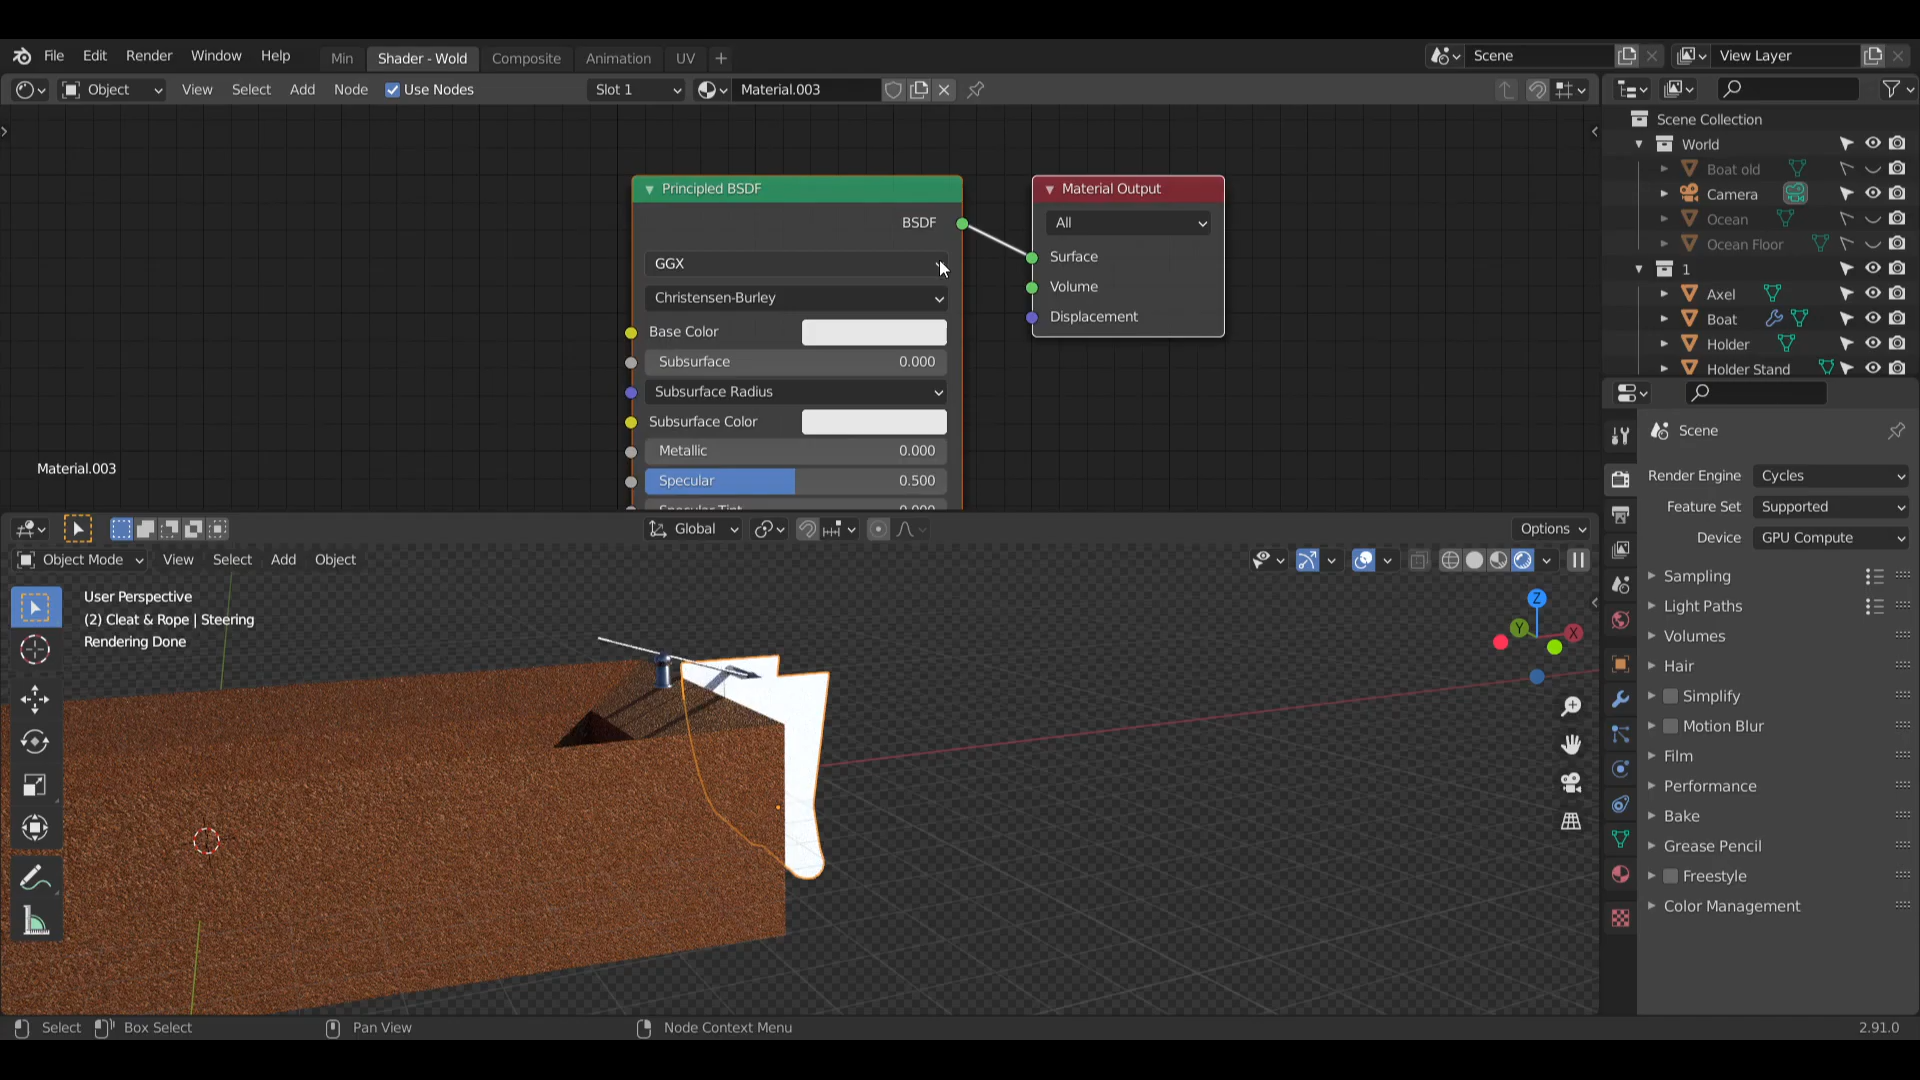 File Edit Render Window Help Min Shader - Wold Composite Animation UV + Scene View Layer
Object View Select Add Node Use Nodes Slot 1 Material.003
Scene Collection
World
Boat old
Camera
Ocean
Ocean Floor
1
Axel
Boat
Holder
Holder Stand
Principled BSDF
BSDF
GGX
Christensen-Burley
Base Color
Subsurface 0.000
Subsurface Radius
Subsurface Color
Metallic 0.000
Specular 0.500
Material Output
All
Surface
Volume
Displacement
Material.003
Global Options
Object Mode View Select Add Object
User Perspective
(2) Cleat & Rope | Steering
Rendering Done
Z
Y
X
Scene
Render Engine Cycles
Feature Set Supported
Device GPU Compute
Sampling
Light Paths
Volumes
Hair
Simplify
Motion Blur
Film
Performance
Bake
Grease Pencil
Freestyle
Color Management
Select Box Select Pan View Node Context Menu 2.91.0